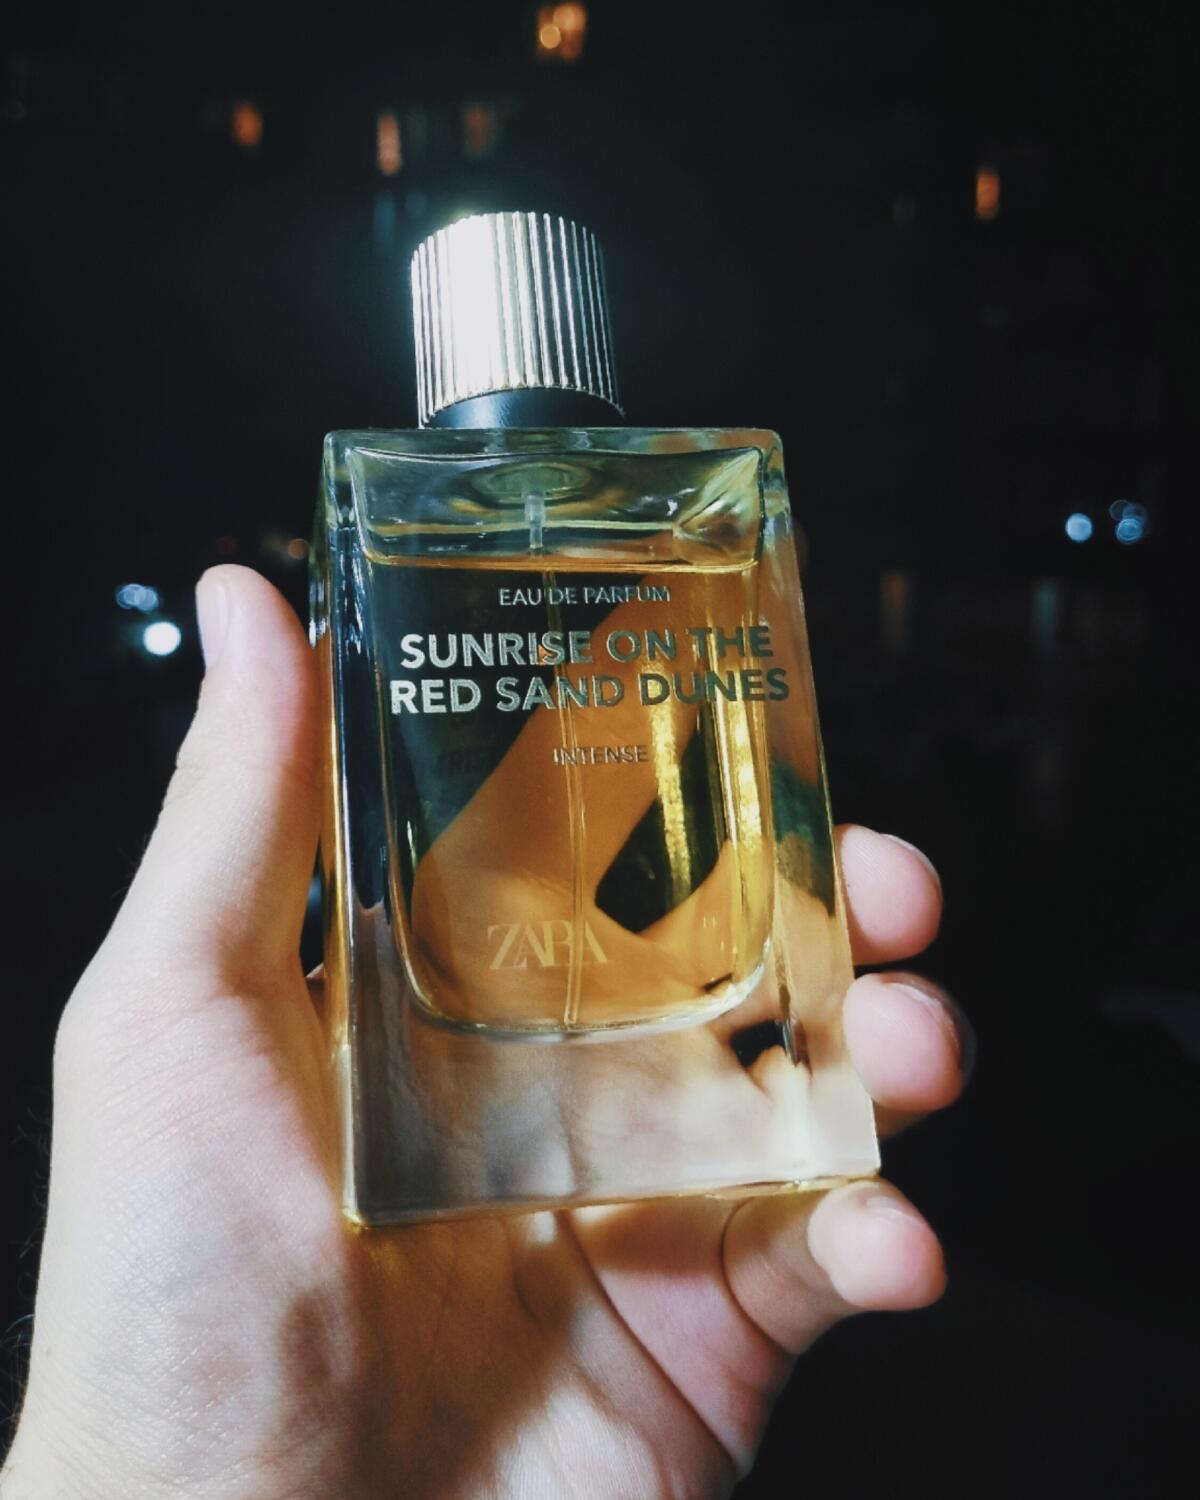 EAU DE PARFUM
SUNRISE ON THE
RED SAND DUNES
INTENSE
ZARA